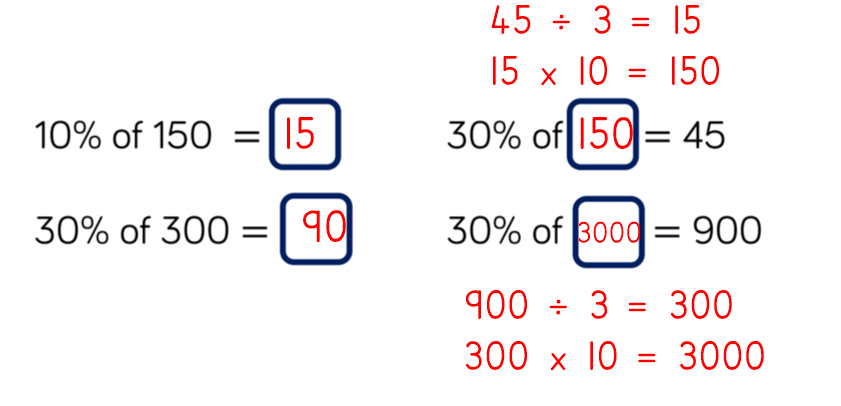 45 ÷ 3 = 15
15 x 10 = 150
10% of 150 = 15
30% of 150 = 45
30% of 300 = 90
30% of 3000 = 900
900 ÷ 3 = 300
300 x 10 = 3000